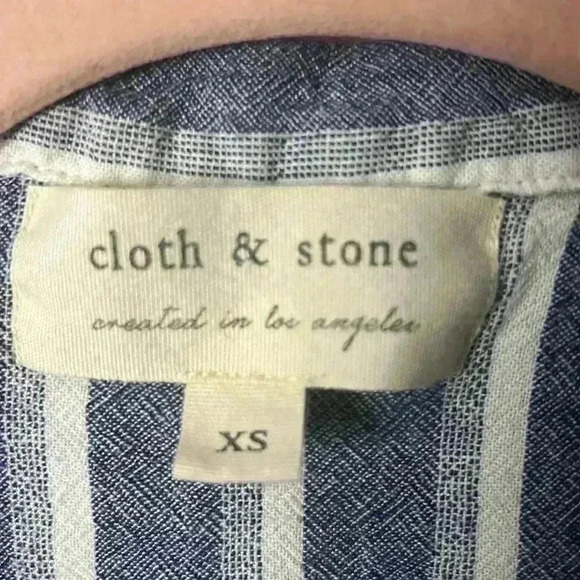 cloth & stone
created in los angeles
XS